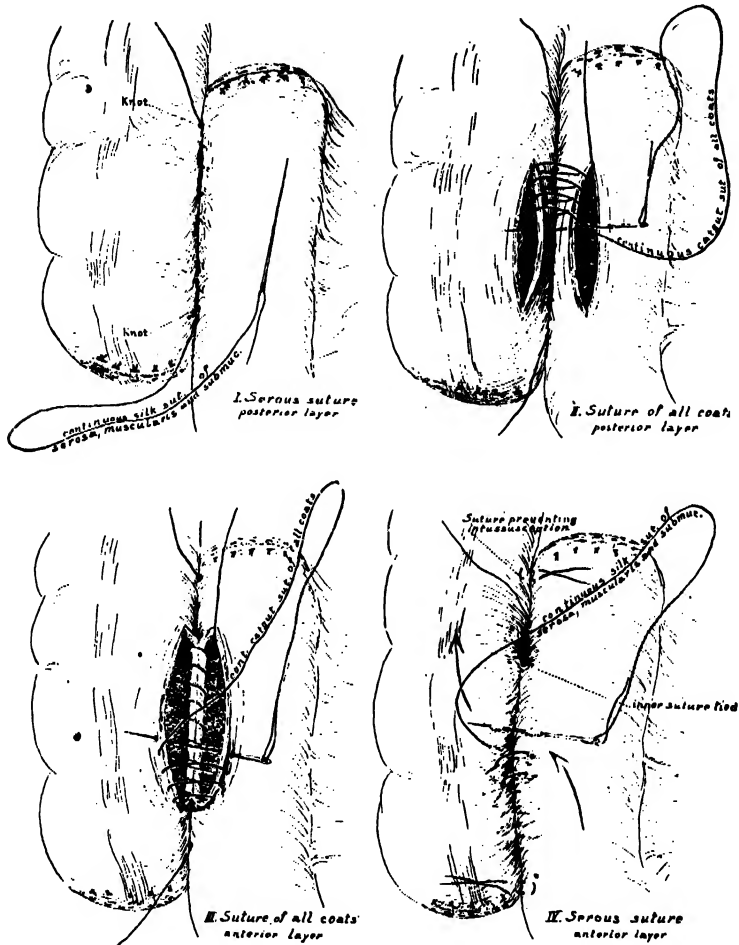 Knot
Knot
continuous silk sut. of
serosa, muscularis and submuc.
I. Serous suture
posterior layer
continuous catgut sut of all coats
II. Suture of all coats
posterior layer
cont. catgut sut. of all coats
III. Suture of all coats
anterior layer
Suture preventing
intussusception
continuous silk sut. of
serosa, muscularis and submuc.
inner suture tied
IV. Serous suture
anterior layer